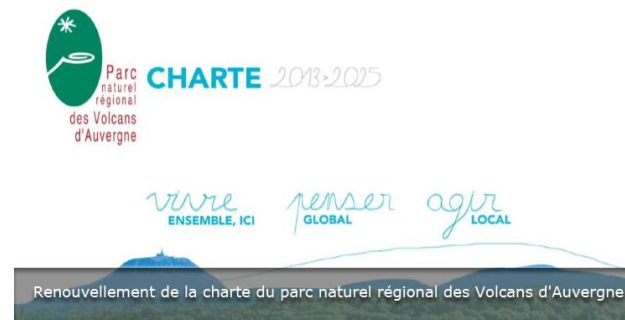 Parc
naturel
régional
des Volcans
d'Auvergne
CHARTE 2013>2025
vivre penser agir
ENSEMBLE, ICI GLOBAL LOCAL
Renouvellement de la charte du parc naturel régional des Volcans d'Auvergne